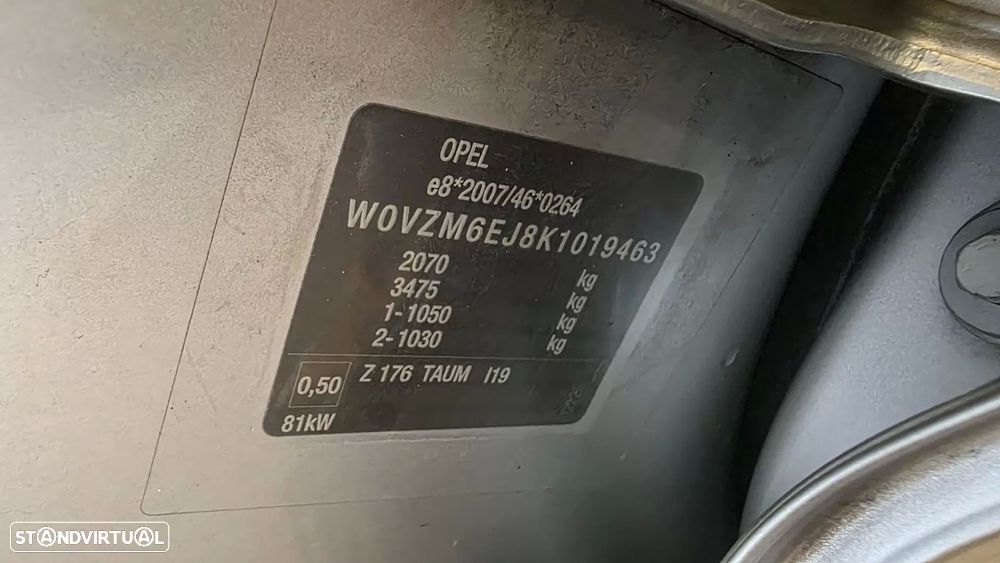 OPEL
e8*2007/46*0264
W0VZM6EJ8K1019463
2070 kg
3475 kg
1-1050 kg
2-1030 kg
0,50 Z 176 TAUM I19
81kW
STANDVIRTUAL